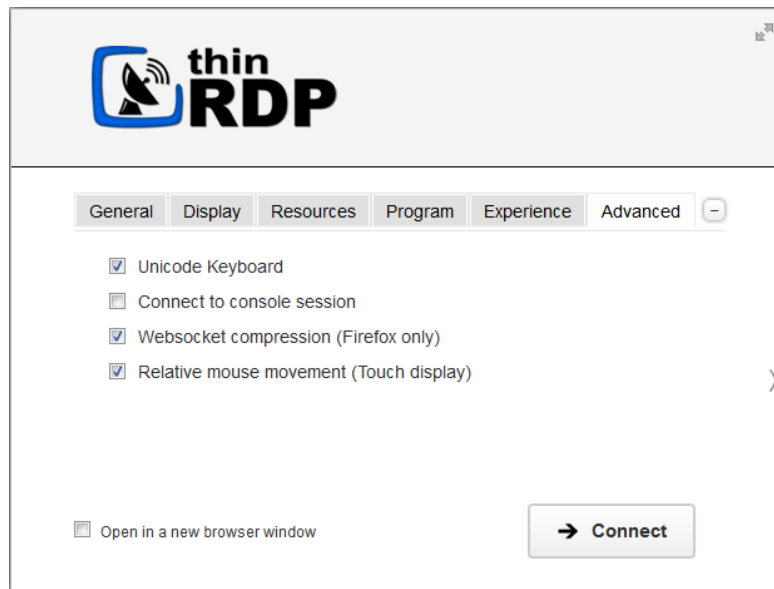 thin
RDP
General Display Resources Program Experience Advanced
Unicode Keyboard
Connect to console session
Websocket compression (Firefox only)
Relative mouse movement (Touch display)
Open in a new browser window
Connect